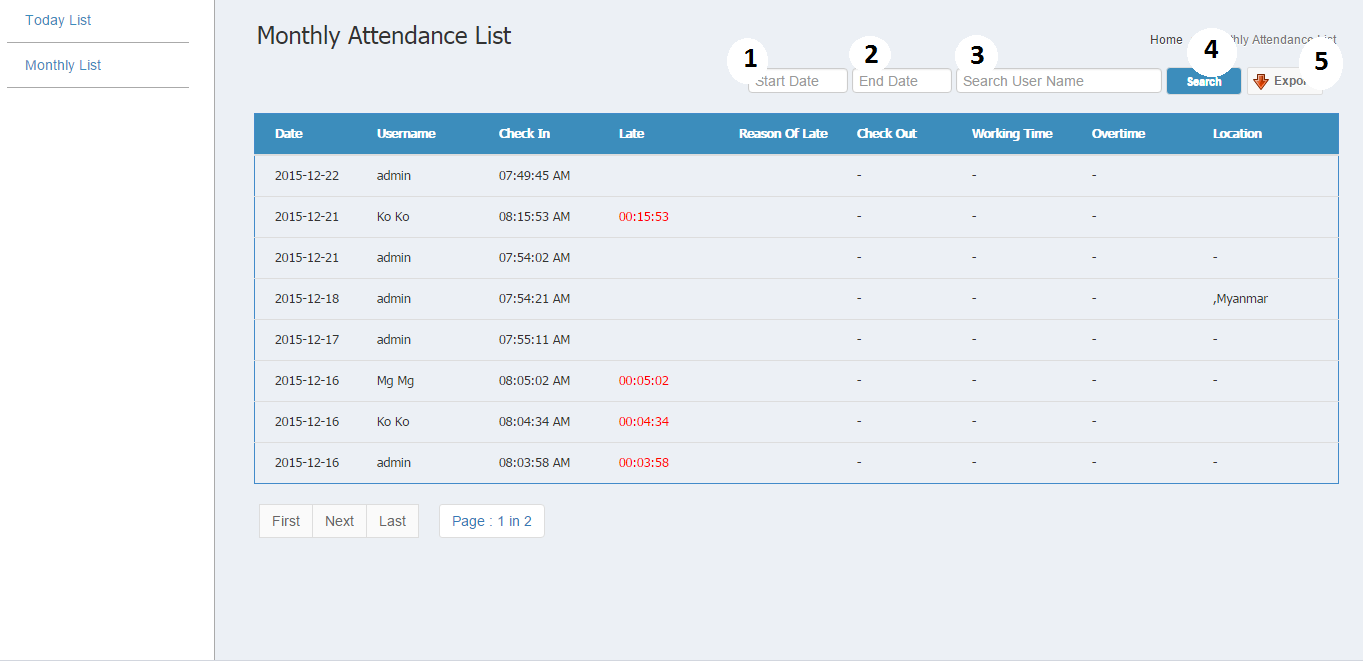 Today List
Monthly List
Monthly Attendance List
Home Attendance List
1 2 3 4 5
Start Date End Date Search User Name Search
Date Username Check In Late Reason Of Late Check Out Working Time Overtime Location
2015-12-22 admin 07:49:45 AM - - -
2015-12-21 Ko Ko 08:15:53 AM 00:15:53 - - -
2015-12-21 admin 07:54:02 AM - - - -
2015-12-18 admin 07:54:21 AM - - - ,Myanmar
2015-12-17 admin 07:55:11 AM - - - -
2015-12-16 Mg Mg 08:05:02 AM 00:05:02 - - - -
2015-12-16 Ko Ko 08:04:34 AM 00:04:34 - - - -
2015-12-16 admin 08:03:58 AM 00:03:58 - - - -
First Next Last Page : 1 in 2